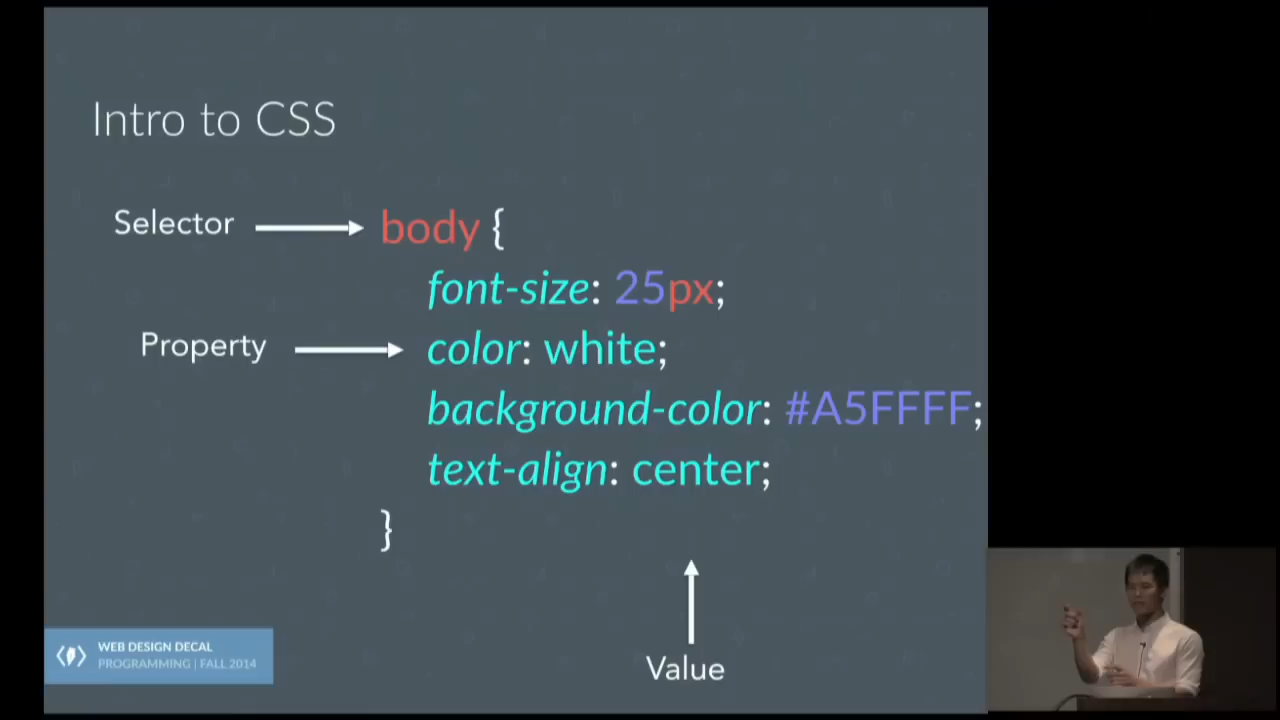 Intro to CSS
Selector
body {
font-size: 25px;
Property
color: white;
background-color: #A5FFFF;
text-align: center;
}
Value
WEB DESIGN DECAL
PROGRAMMING | FALL 2014